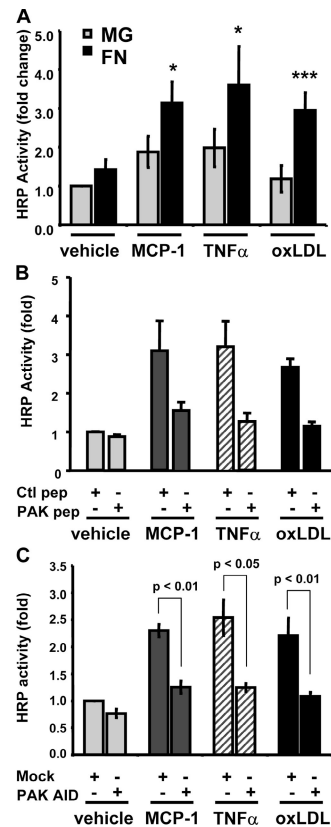 A
MG
FN
HRP Activity (fold change)
5.0
4.0
3.0
2.0
1.0
0.0
* * ***
vehicle MCP-1 TNFα oxLDL
B
HRP Activity (fold)
5
4
3
2
1
0
Ctl pep + - + - + - + -
PAK pep - + - + - + - +
vehicle MCP-1 TNFα oxLDL
C
HRP activity (fold)
2.5
2.5
2.0
1.5
1.0
0.5
0.0
p < 0.01 p < 0.05 p < 0.01
Mock + - + - + - + -
PAK AID - + - + - + - +
vehicle MCP-1 TNFα oxLDL